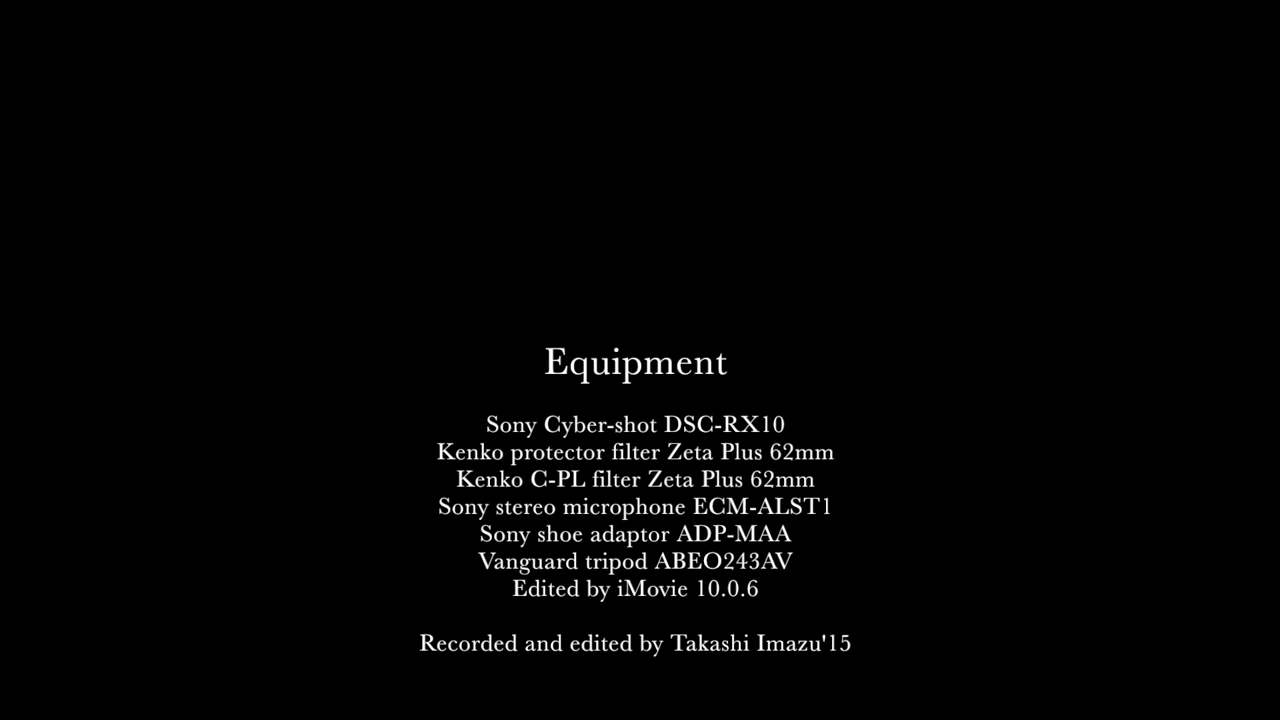 Equipment
Sony Cyber-shot DSC-RX10
Kenko protector filter Zeta Plus 62mm
Kenko C-PL filter Zeta Plus 62mm
Sony stereo microphone ECM-ALST1
Sony shoe adaptor ADP-MAA
Vanguard tripod ABEO243AV
Edited by iMovie 10.0.6
Recorded and edited by Takashi Imazu'15